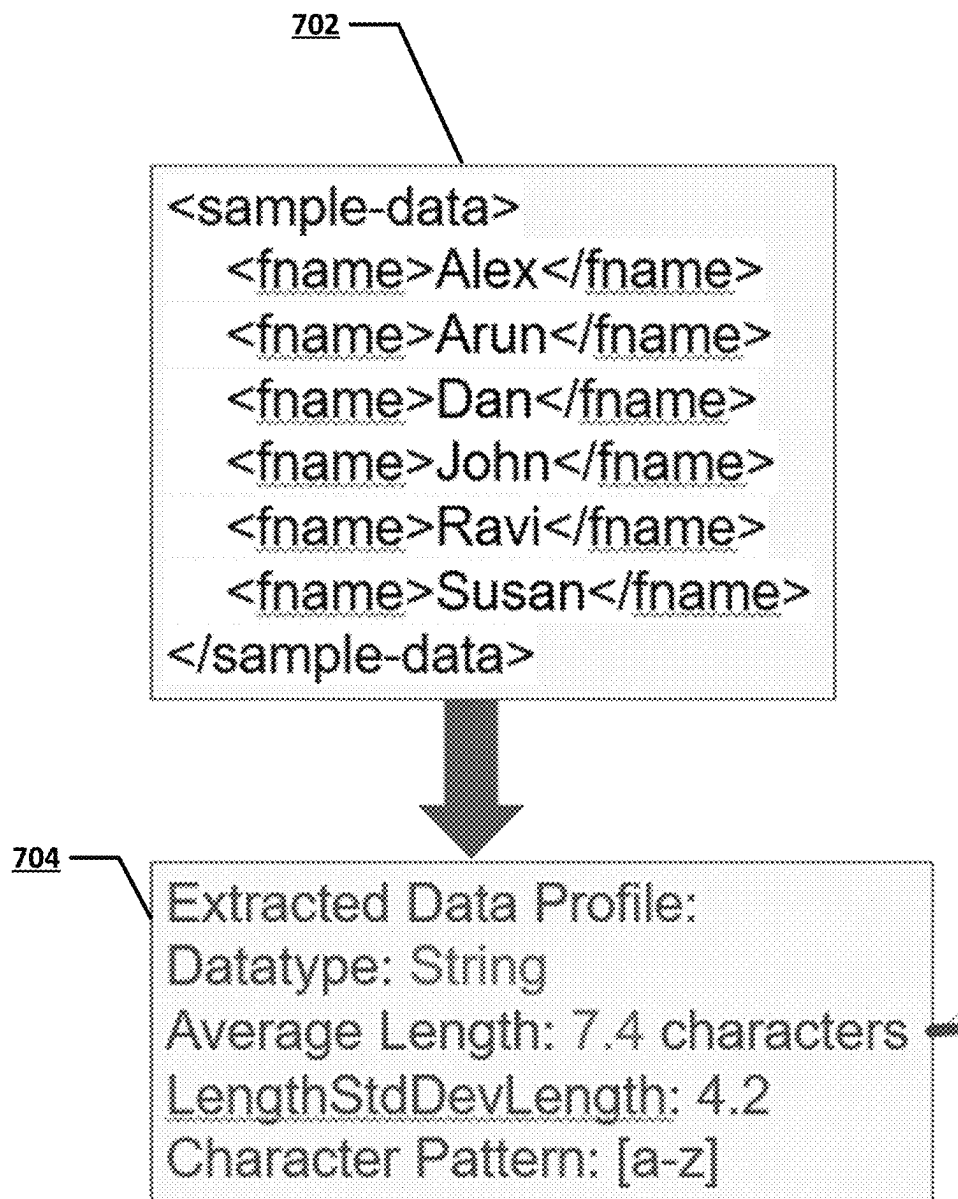 702
<sample-data>
<fname>Alex</fname>
<fname>Arun</fname>
<fname>Dan</fname>
<fname>John</fname>
<fname>Ravi</fname>
<fname>Susan</fname>
</sample-data>
704
Extracted Data Profile:
Datatype: String
Average Length: 7.4 characters
LengthStdDevLength: 4.2
Character Pattern: [a-z]